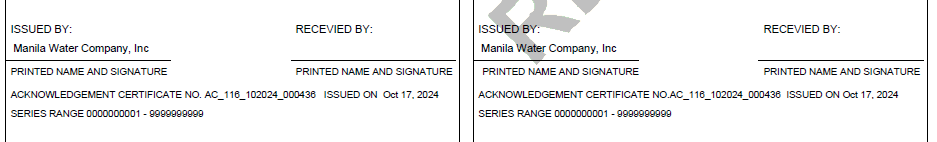 ISSUED BY: RECEVIED BY:
Manila Water Company, Inc
PRINTED NAME AND SIGNATURE PRINTED NAME AND SIGNATURE
ACKNOWLEDGEMENT CERTIFICATE NO. AC_116_102024_000436 ISSUED ON Oct 17, 2024
SERIES RANGE 0000000001 - 9999999999
ISSUED BY: RECEVIED BY:
Manila Water Company, Inc
PRINTED NAME AND SIGNATURE PRINTED NAME AND SIGNATURE
ACKNOWLEDGEMENT CERTIFICATE NO.AC_116_102024_000436 ISSUED ON Oct 17, 2024
SERIES RANGE 0000000001 - 9999999999